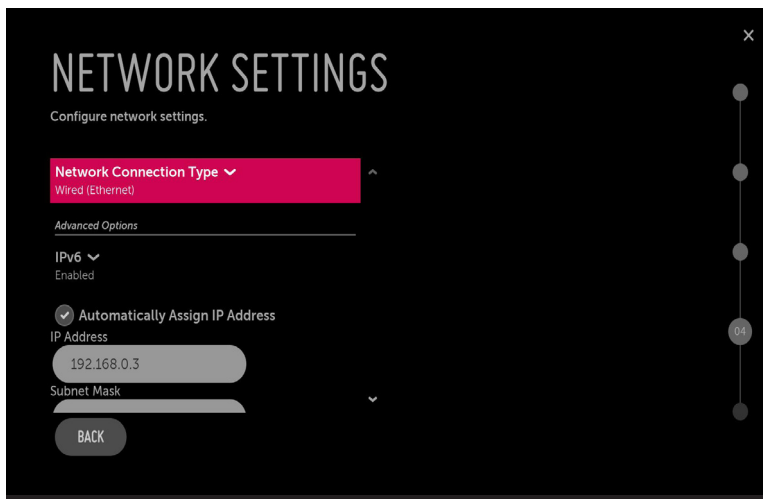 NETWORK SETTINGS
Configure network settings.
Network Connection Type
Wired (Ethernet)
Advanced Options
IPv6
Enabled
Automatically Assign IP Address
IP Address
192.168.0.3
Subnet Mask
BACK
04